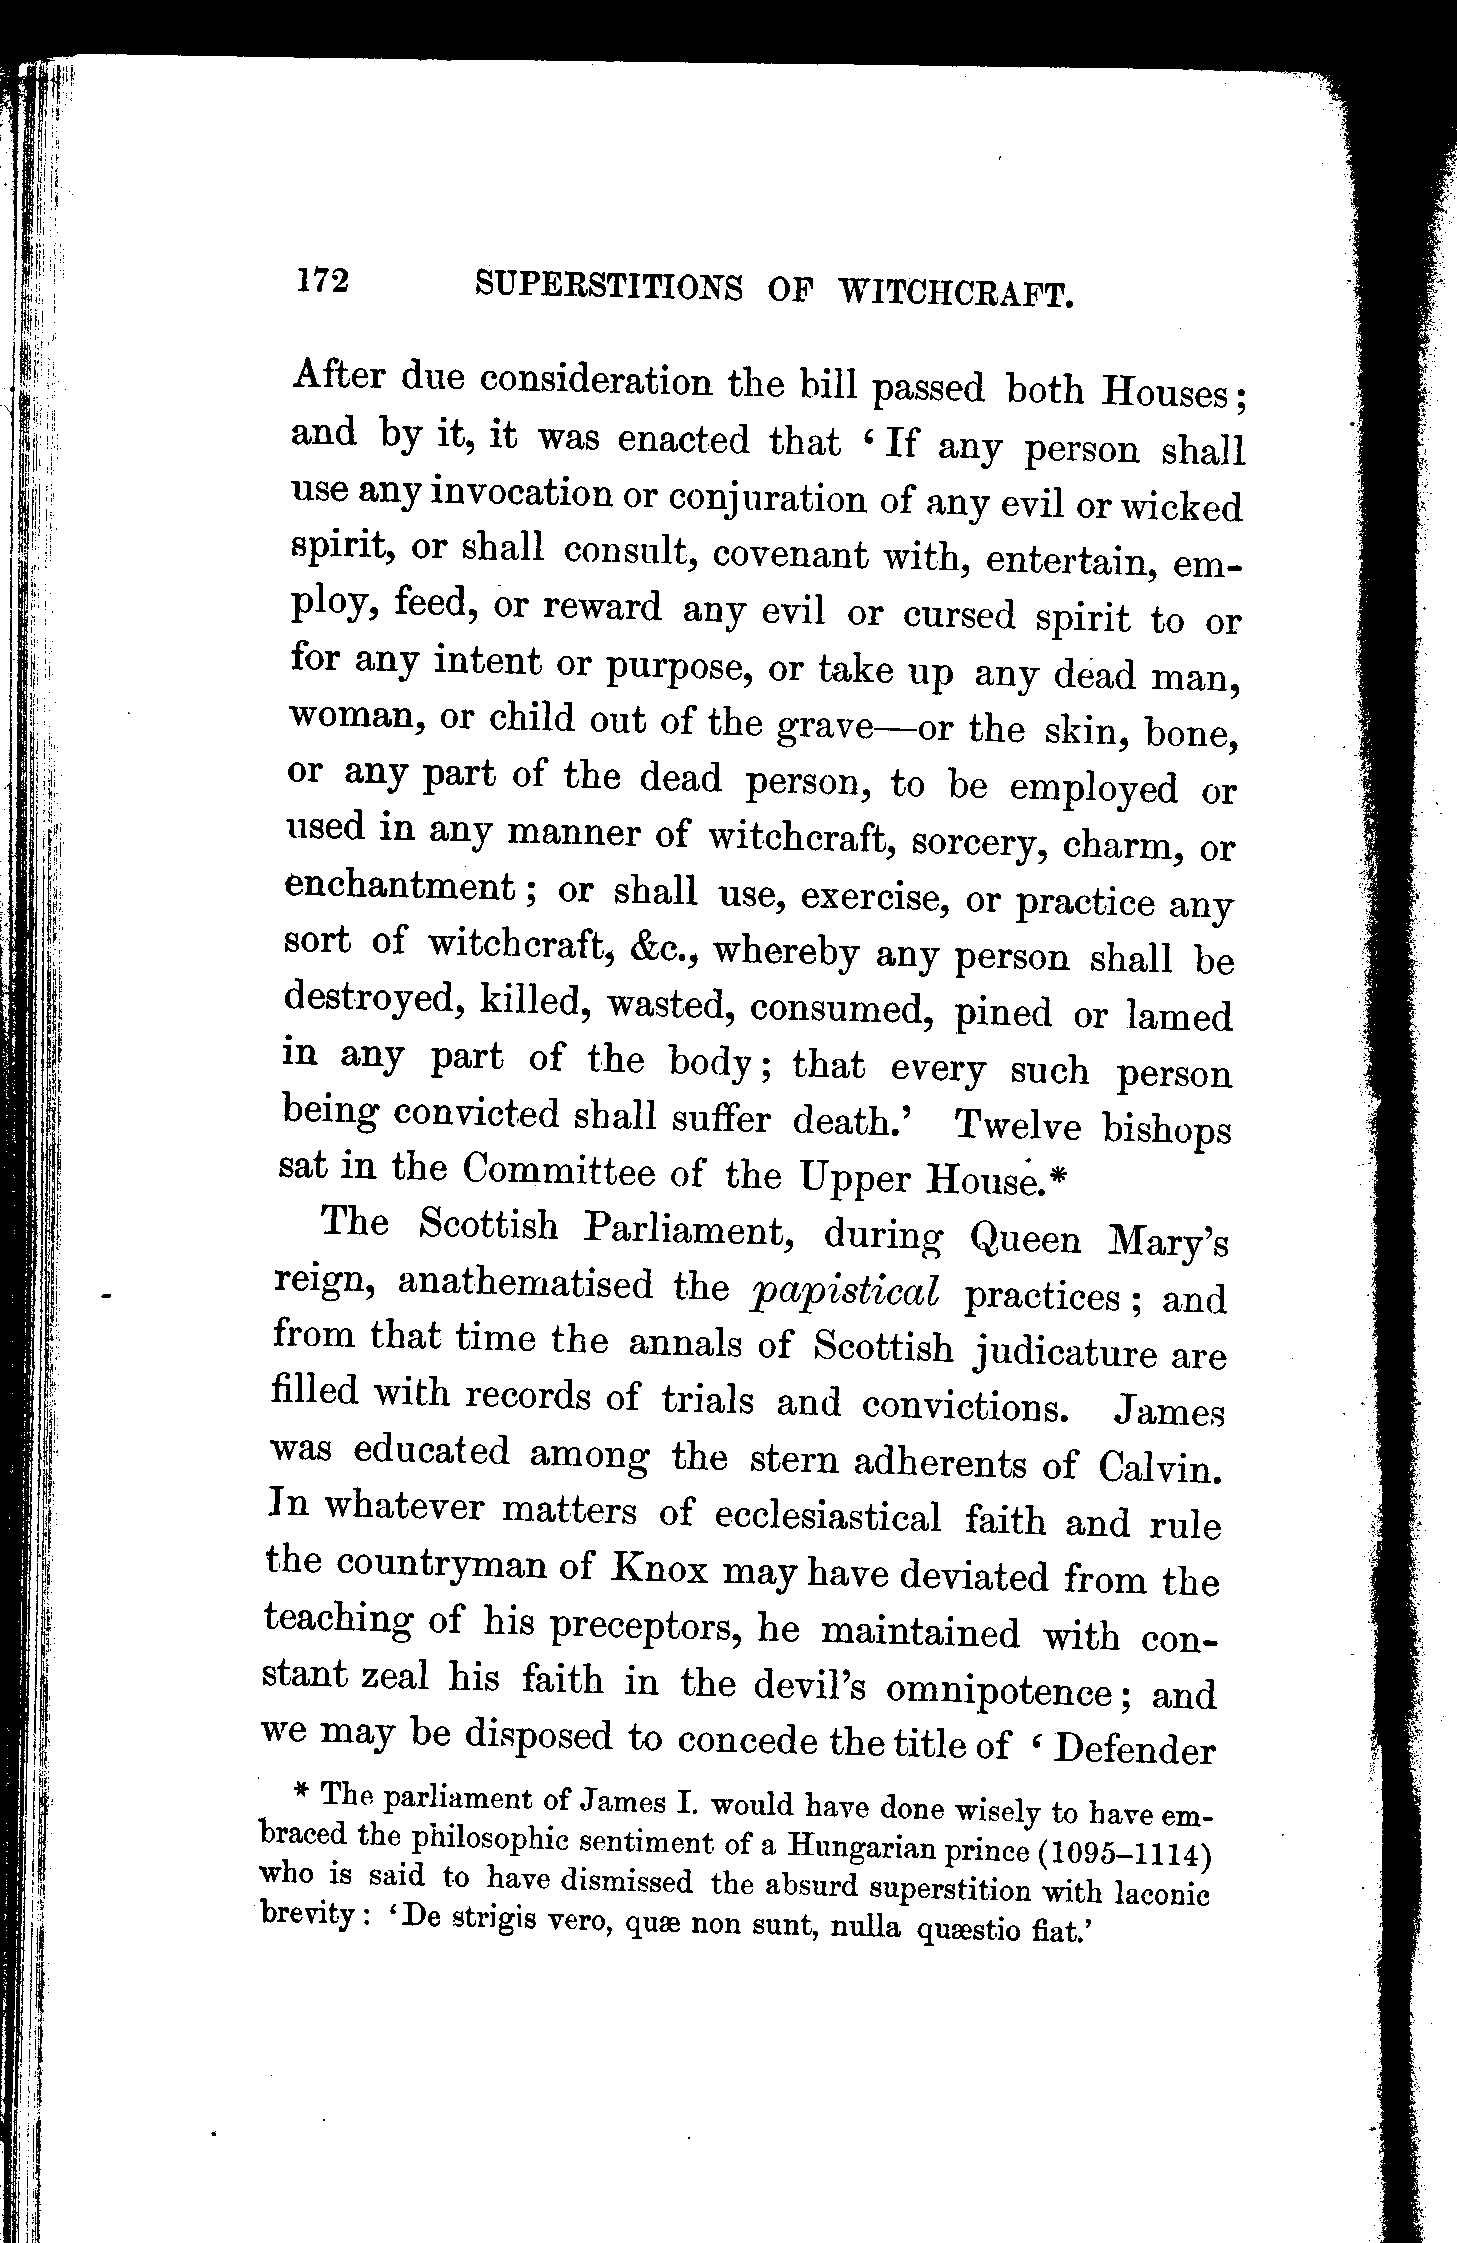 172 SUPERSTITIONS OF WITCHCRAFT.
After due consideration the bill passed both Houses;
and by it, it was enacted that ‘If any person shall
use any invocation or conjuration of any evil or wicked
spirit, or shall consult, covenant with, entertain, em-
ploy, feed, or reward any evil or cursed spirit to or
for any intent or purpose, or take up any dead man,
woman, or child out of the grave—or the skin, bone,
or any part of the dead person, to be employed or
used in any manner of witchcraft, sorcery, charm, or
enchantment; or shall use, exercise, or practice any
sort of witchcraft, &c., whereby any person shall be
destroyed, killed, wasted, consumed, pined or lamed
in any part of the body; that every such person
being convicted shall suffer death.’ Twelve bishops
sat in the Committee of the Upper House.*
The Scottish Parliament, during Queen Mary’s
reign, anathematised the papistical practices; and
from that time the annals of Scottish judicature are
filled with records of trials and convictions. James
was educated among the stern adherents of Calvin.
In whatever matters of ecclesiastical faith and rule
the countryman of Knox may have deviated from the
teaching of his preceptors, he maintained with con-
stant zeal his faith in the devil’s omnipotence; and
we may be disposed to concede the title of ‘Defender
* The parliament of James I. would have done wisely to have em-
braced the philosophic sentiment of a Hungarian prince (1095–1114)
who is said to have dismissed the absurd superstition with laconic
brevity: ‘De strigis vero, quæ non sunt, nulla quæstio fiat.’